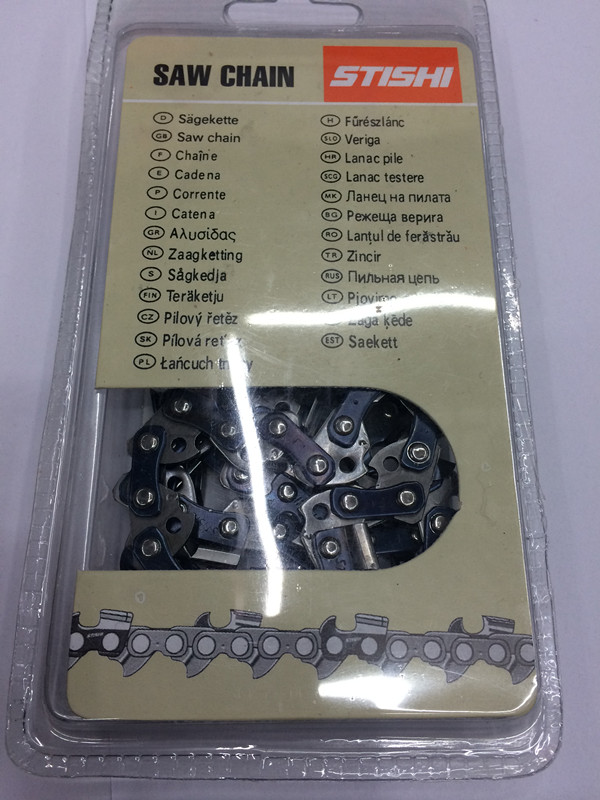 SAW CHAIN
STISHI
D Sägekette
GB Saw chain
F Chaîne
E Cadena
P Corrente
I Catena
GR Αλυσίδας
NL Zaagketting
S Sågkedja
FIN Teräketju
CZ Pilový řetěz
SK Pílová
PL Łańcuch
H Fűrészlánc
SLO Veriga
HR Lanac pile
SCG Lanac testere
MK Ланец на пилата
BG Режеща верига
RO Lanțul de ferăstrău
TR Zincir
RUS Пильная цепь
LT
ķēde
EST Saekett
STISHI